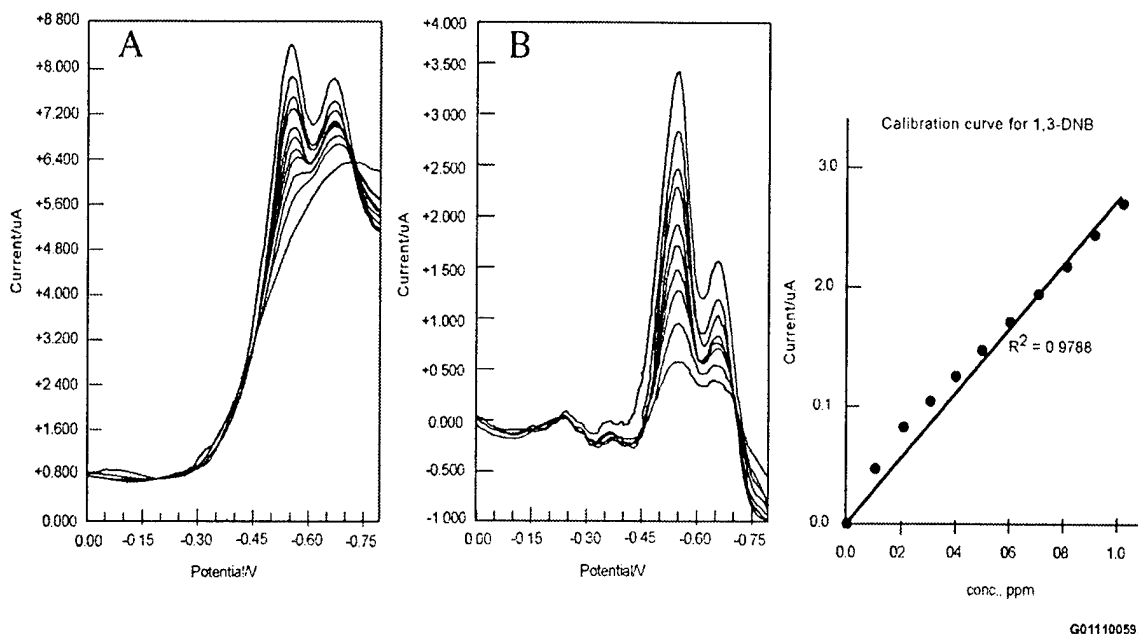 A
+8 800
+8.000
+7.200
+6.400
+5.600
+4.800
+4.000
+3.200
+2.400
+1.600
+0.800
0.000
Current/uA
0.00 -0.15 -0.30 -0.45 -0.60 -0.75
Potential/V
B
+4.000
+3.500
+3.000
+2.500
+2.000
+1.500
+1.000
+0.500
0.000
-0.500
-1 000
Current/uA
0.00 -0.15 -0.30 -0.45 -0.60 -0.75
Potential/V
Calibration curve for 1,3-DNB
3.0
2.0
0.1
0.0
Current/uA
R2 = 0 9788
0.0 02 04 06 08 1.0
conc., ppm
G01110059